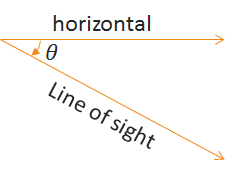 horizontal
θ
Line of sight